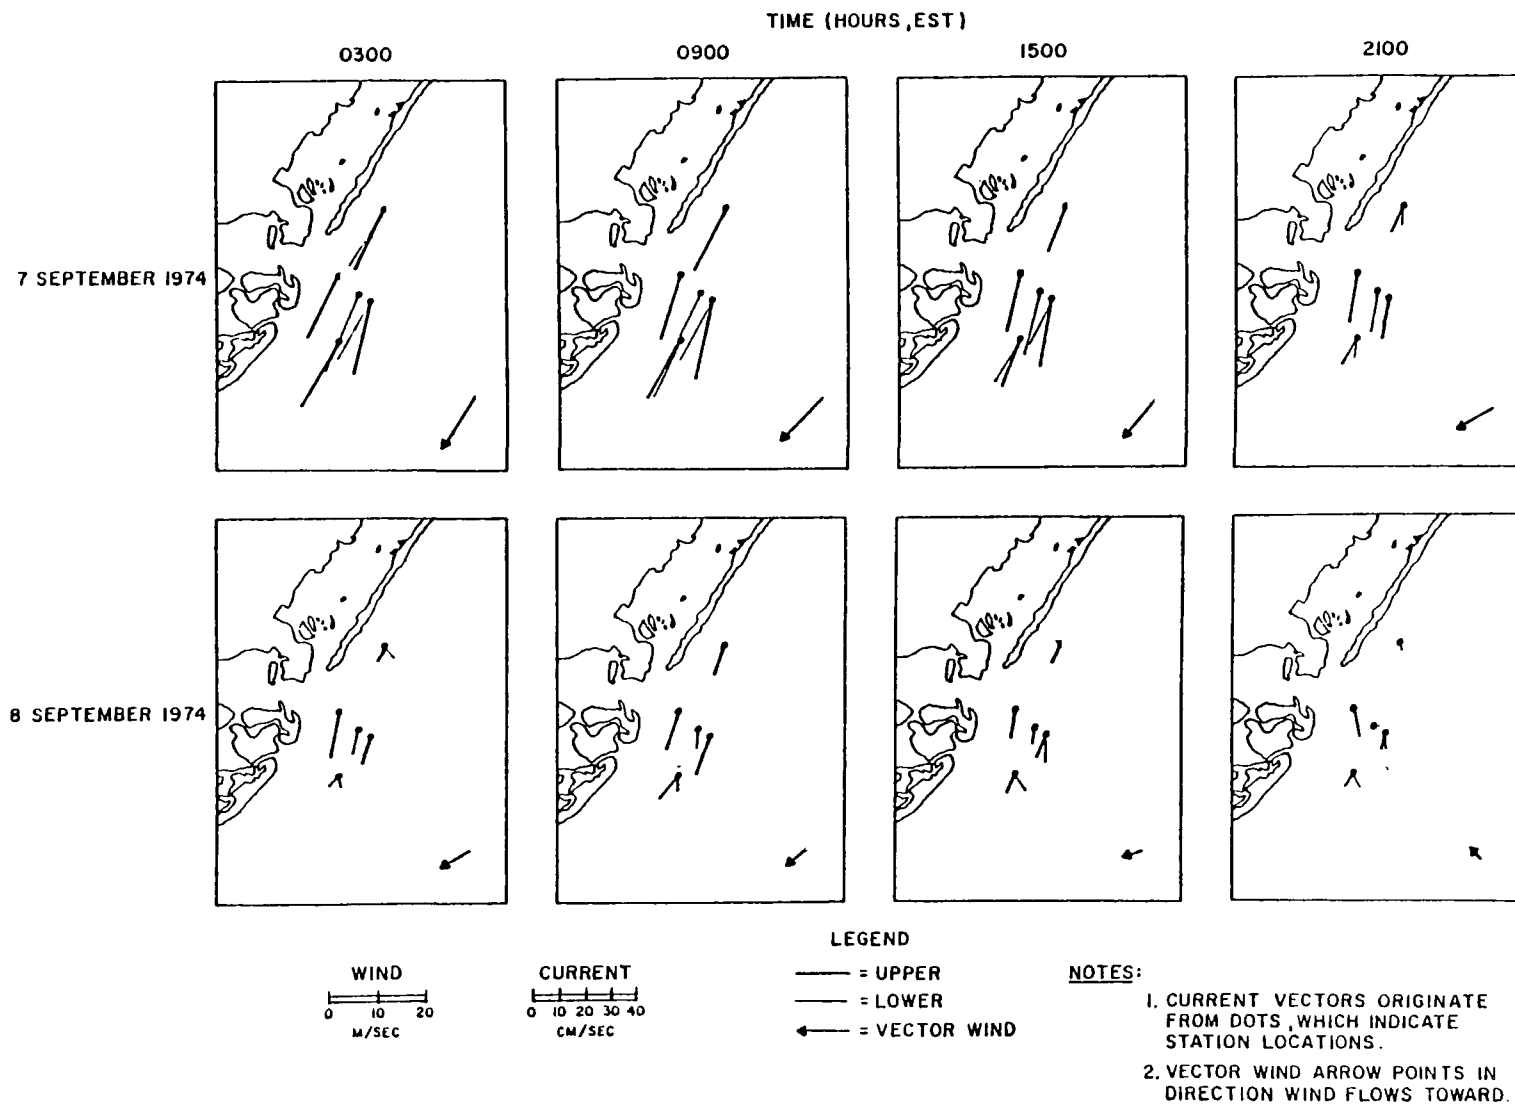 TIME (HOURS, EST)
0300
0900
1500
2100
7 SEPTEMBER 1974
8 SEPTEMBER 1974
LEGEND
WIND
0 10 20
M/SEC
CURRENT
0 10 20 30 40
CM/SEC
= UPPER
= LOWER
= VECTOR WIND
NOTES:
1. CURRENT VECTORS ORIGINATE
FROM DOTS, WHICH INDICATE
STATION LOCATIONS.
2. VECTOR WIND ARROW POINTS IN
DIRECTION WIND FLOWS TOWARD.